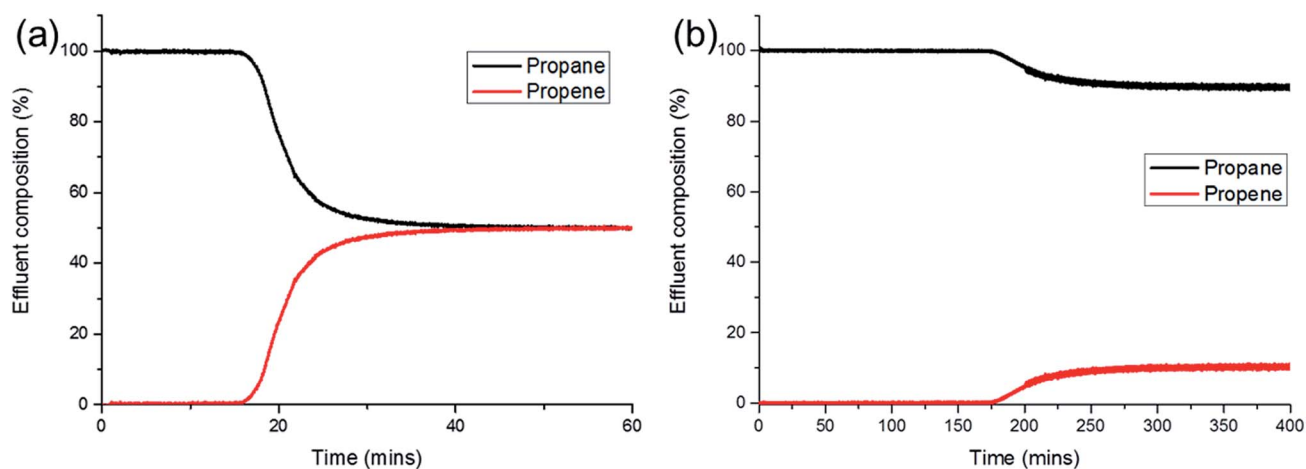 (a)
Effluent composition (%)
100
80
60
40
20
0
Propane
Propene
0 20 40 60
Time (mins)
(b)
Effluent composition (%)
100
80
60
40
20
0
Propane
Propene
0 50 100 150 200 250 300 350 400
Time (mins)